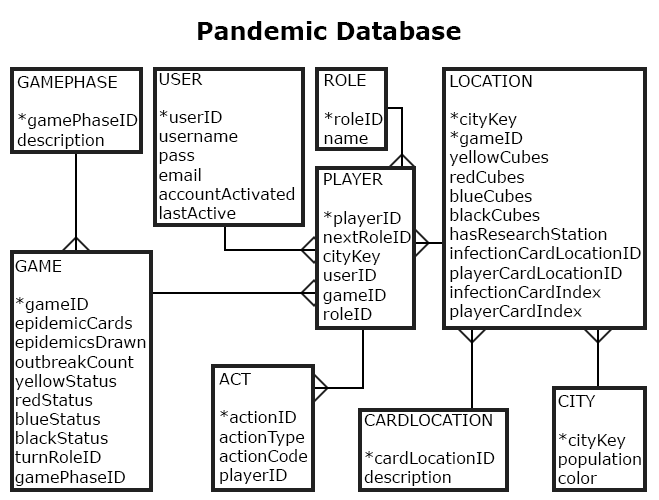 Pandemic Database
GAMEPHASE
*gamePhaseID
description
USER
*userID
username
pass
email
accountActivated
lastActive
ROLE
*roleID
name
LOCATION
*cityKey
*gameID
yellowCubes
redCubes
blueCubes
blackCubes
hasResearchStation
infectionCardLocationID
playerCardLocationID
infectionCardIndex
playerCardIndex
PLAYER
*playerID
nextRoleID
cityKey
userID
gameID
roleID
GAME
*gameID
epidemicCards
epidemicsDrawn
outbreakCount
yellowStatus
redStatus
blueStatus
blackStatus
turnRoleID
gamePhaseID
ACT
*actionID
actionType
actionCode
playerID
CARDLOCATION
*cardLocationID
description
CITY
*cityKey
population
color